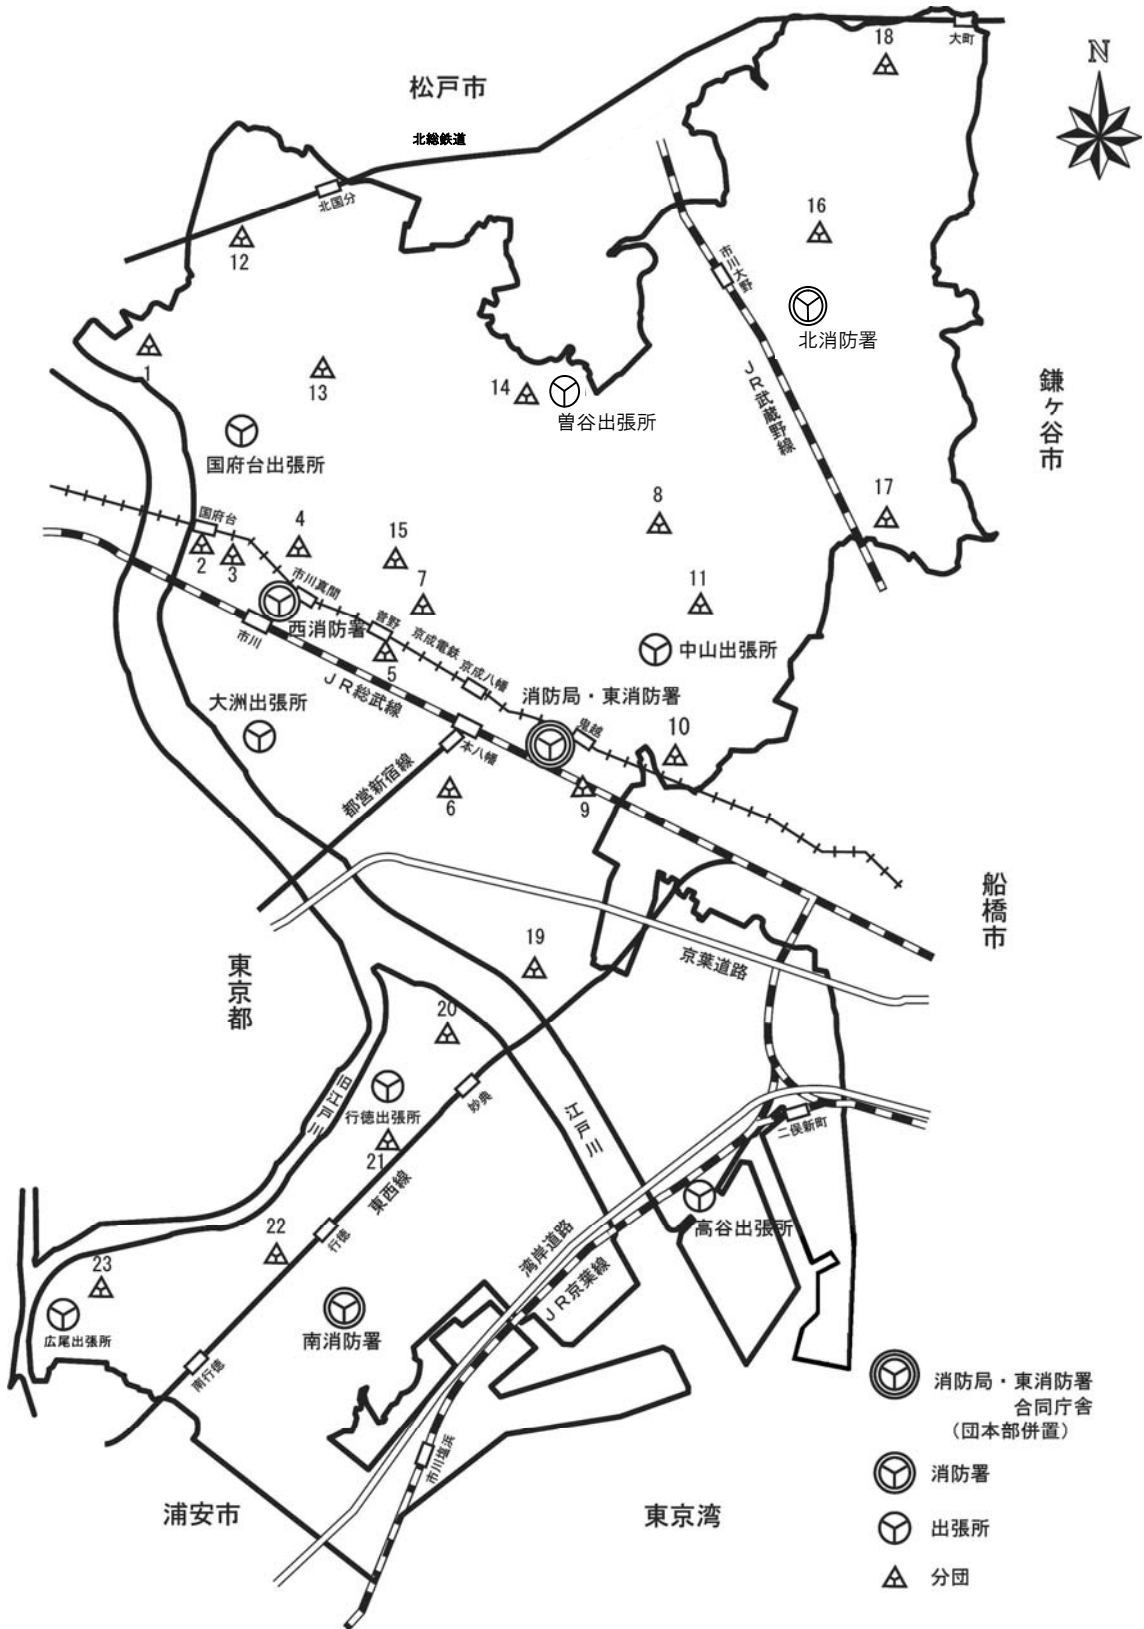 18
大町
N
松戸市
北総鉄道
北国分
12
16
市川大野
北消防署
1
13
14
曽谷出張所
JR武蔵野線
鎌ヶ谷市
国府台出張所
国府台
2
3
4
15
7
8
17
11
市川真間
西消防署
市川
菅野
5
京成電鉄
京成八幡
JR総武線
中山出張所
大洲出張所
消防局・東消防署
鬼越
10
本八幡
都営新宿線
6
9
船橋市
京葉道路
19
東京都
20
旧江戸川
行徳出張所
21
妙典
江戸川
二俣新町
東西線
高谷出張所
22
行徳
湾岸道路
JR京葉線
23
広尾出張所
南消防署
南行徳
市川塩浜
浦安市
東京湾
消防局・東消防署
合同庁舎
（団本部併置）
消防署
出張所
分団